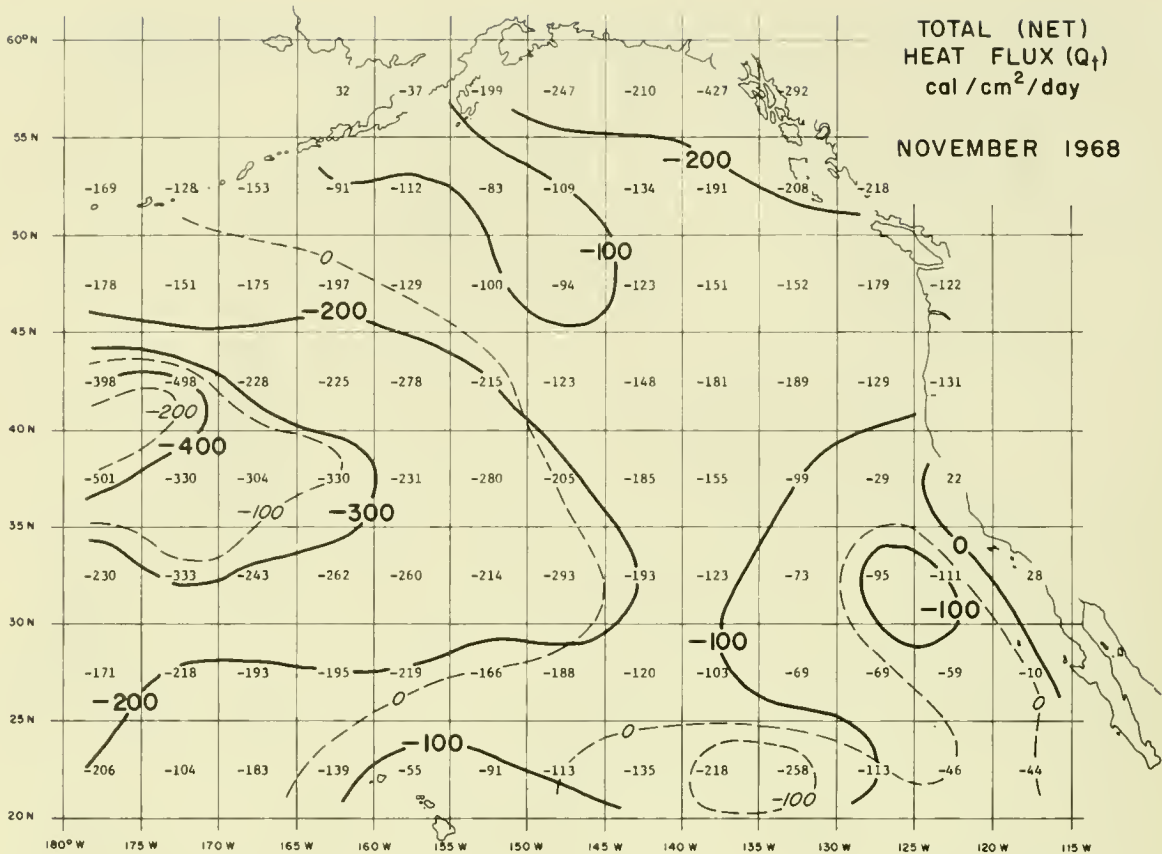 TOTAL (NET)
HEAT FLUX (Qt)
cal/cm²/day
NOVEMBER 1968
60°N
32 -37 -199 -247 -210 -427 -292
55 N
-200
-169 -128 -153 -91 -112 -83 -109 -134 -191 -208 -218
50 N
0 -100
-178 -151 -175 -197 -129 -100 -94 -123 -151 -152 -179 -122
-200
45 N
-398 -498 -228 -225 -278 -215 -123 -148 -181 -189 -129 -131
-200
40 N
-400
-501 -330 -304 -330 -231 -280 -205 -185 -155 -99 -29 22
-100 -300
35 N
0
-230 -333 -243 -262 -260 -214 -293 -193 -123 -73 -95 -111 28
-100
30 N
-100
-171 -218 -193 -195 -219 -166 -188 -120 -103 -69 -69 -59 -10
-200 0 0
25 N
-100 0
-206 -104 -183 -139 -55 -91 -113 -135 -218 -258 -113 -46 -44
-100
20 N
180°W 175 W 170 W 165 W 160 W 155 W 150 W 145 W 140 W 135 W 130 W 125 W 120 W 115 W